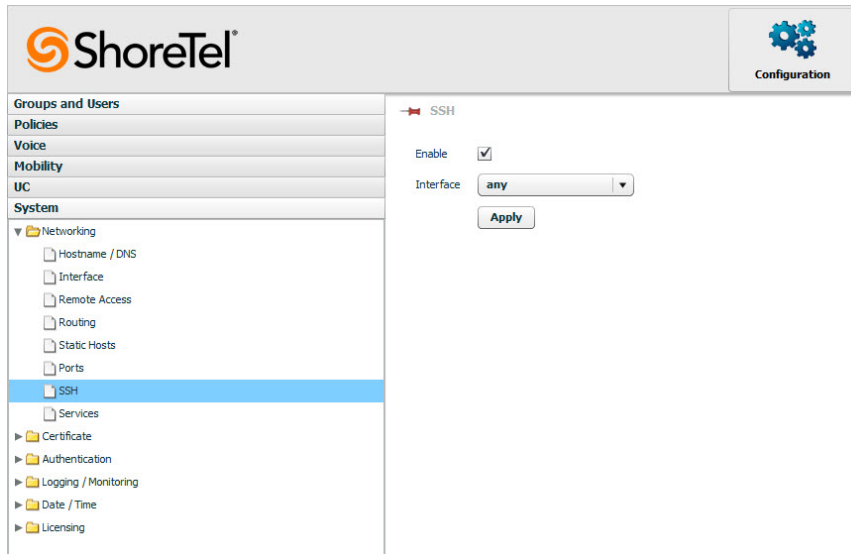 ShoreTel®
Configuration
Groups and Users
Policies
Voice
Mobility
UC
System
Networking
Hostname / DNS
Interface
Remote Access
Routing
Static Hosts
Ports
SSH
Services
Certificate
Authentication
Logging / Monitoring
Date / Time
Licensing
SSH
Enable
Interface any
Apply